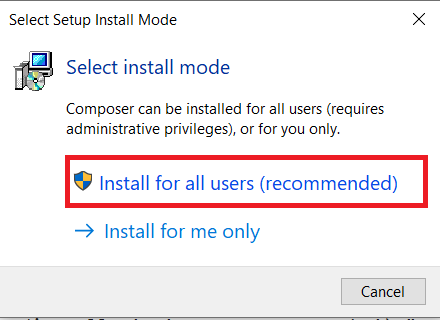 Select Setup Install Mode
Select install mode
Composer can be installed for all users (requires
administrative privileges), or for you only.
Install for all users (recommended)
Install for me only
Cancel